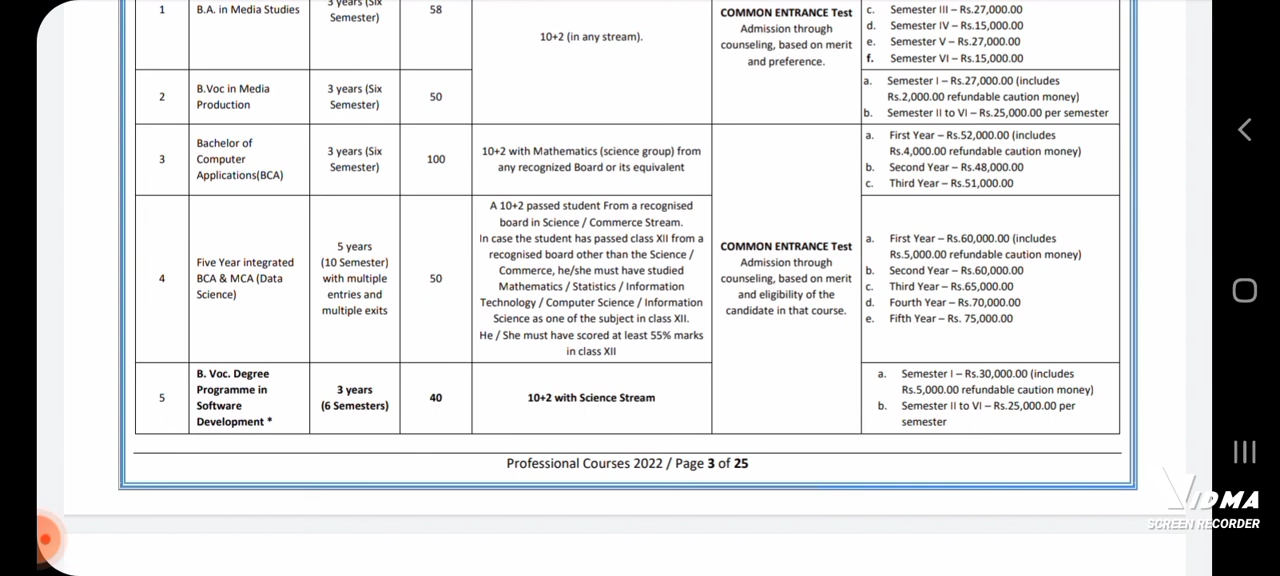 1
B.A. in Media Studies
3 years (Six
Semester)
58
10+2 (in any stream).
COMMON ENTRANCE Test
Admission through
counseling, based on merit
and preference.
c. Semester III – Rs.27,000.00
d. Semester IV – Rs.15,000.00
e. Semester V – Rs.27,000.00
f. Semester VI – Rs.15,000.00
2
B.Voc in Media
Production
3 years (Six
Semester)
50
a. Semester I – Rs.27,000.00 (includes
Rs.2,000.00 refundable caution money)
b. Semester II to VI – Rs.25,000.00 per semester
3
Bachelor of
Computer
Applications(BCA)
3 years (Six
Semester)
100
10+2 with Mathematics (science group) from
any recognized Board or its equivalent
a. First Year – Rs.52,000.00 (includes
Rs.4,000.00 refundable caution money)
b. Second Year – Rs.48,000.00
c. Third Year – Rs.51,000.00
4
Five Year integrated
BCA & MCA (Data
Science)
5 years
(10 Semester)
with multiple
entries and
multiple exits
50
A 10+2 passed student From a recognised
board in Science / Commerce Stream.
In case the student has passed class XII from a
recognised board other than the Science /
Commerce, he/she must have studied
Mathematics / Statistics / Information
Technology / Computer Science / Information
Science as one of the subject in class XII.
He / She must have scored at least 55% marks
in class XII
COMMON ENTRANCE Test
Admission through
counseling, based on merit
and eligibility of the
candidate in that course.
a. First Year – Rs.60,000.00 (includes
Rs.5,000.00 refundable caution money)
b. Second Year – Rs.60,000.00
c. Third Year – Rs.65,000.00
d. Fourth Year – Rs.70,000.00
e. Fifth Year – Rs. 75,000.00
5
B. Voc. Degree
Programme in
Software
Development *
3 years
(6 Semesters)
40
10+2 with Science Stream
a. Semester I – Rs.30,000.00 (includes
Rs.5,000.00 refundable caution money)
b. Semester II to VI – Rs.25,000.00 per
semester
Professional Courses 2022 / Page 3 of 25
VIDMA
SCREEN RECORDER